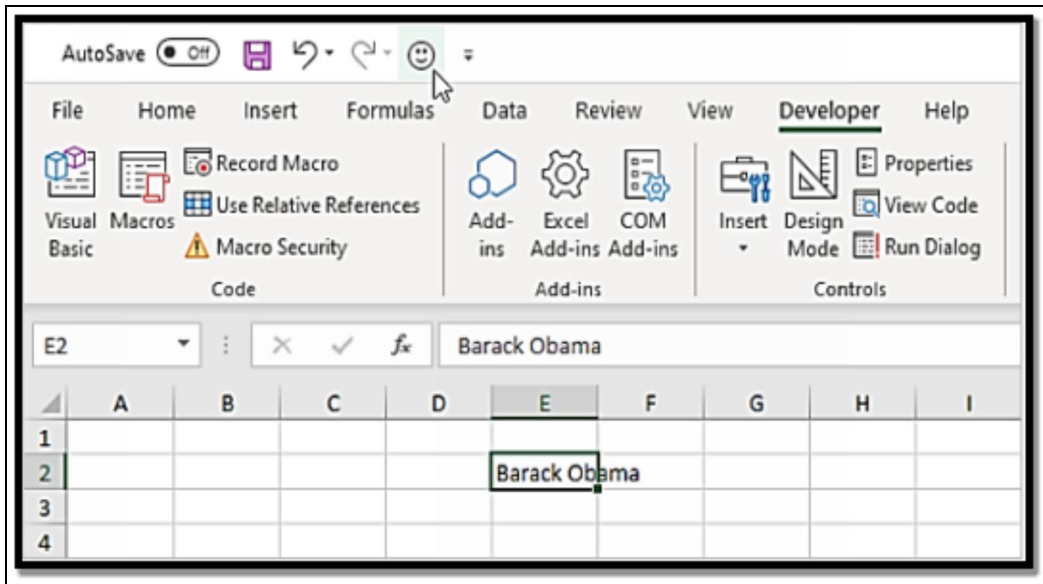 AutoSave Off
File Home Insert Formulas Data Review View Developer Help
Record Macro
Use Relative References
Macro Security
Visual Basic
Macros
Code
Add-ins
Excel Add-ins
COM Add-ins
Add-ins
Insert
Design Mode
Properties
View Code
Run Dialog
Controls
E2 fx Barack Obama
A B C D E F G H I
1
2 Barack Obama
3
4